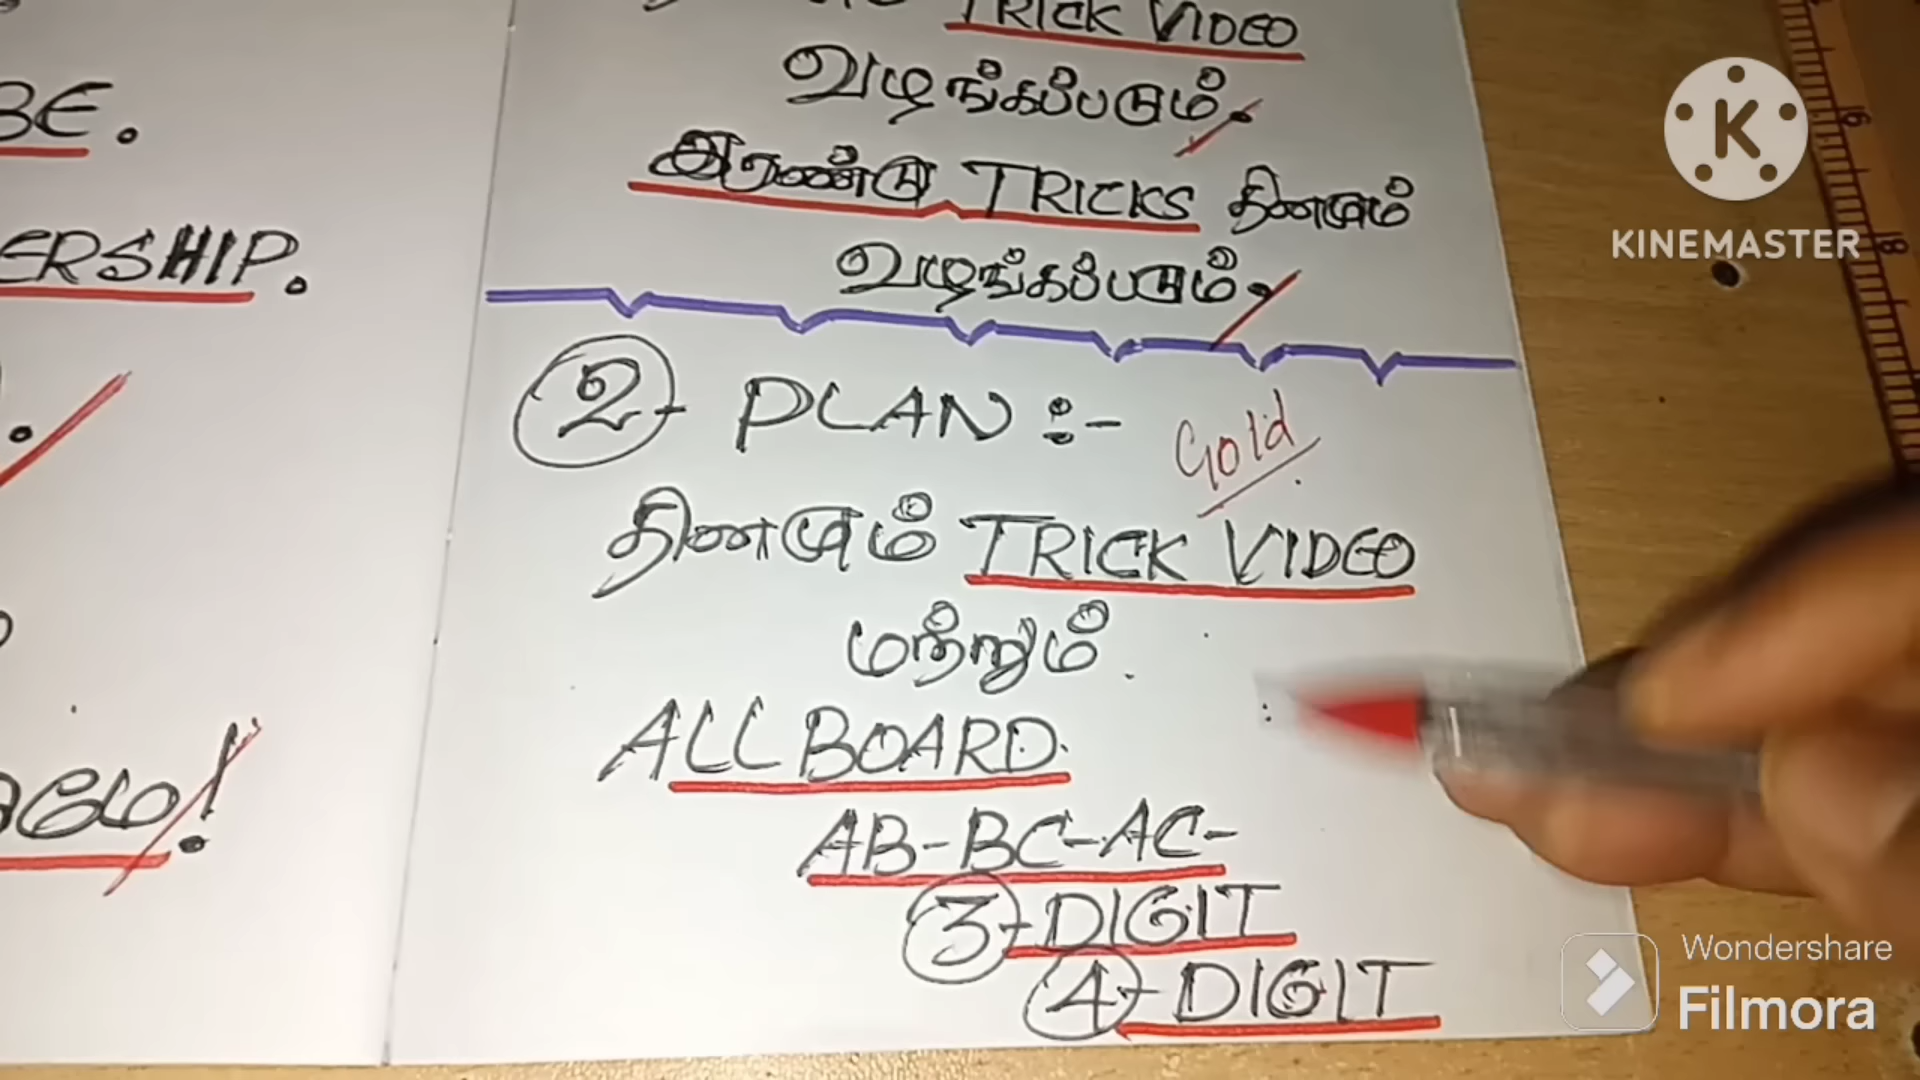 BE.
ERSHIP.
TRICK VIDEO
வழங்கப்படும்.
இரண்டு TRICKS தினமும்
வழங்கப்படும்.
2 - PLAN :-
Gold
தினமும் TRICK VIDEO
மற்றும்.
ALL BOARD
AB-BC-AC-
3-DIGIT
4-DIGIT
KINEMASTER
Wondershare
Filmora